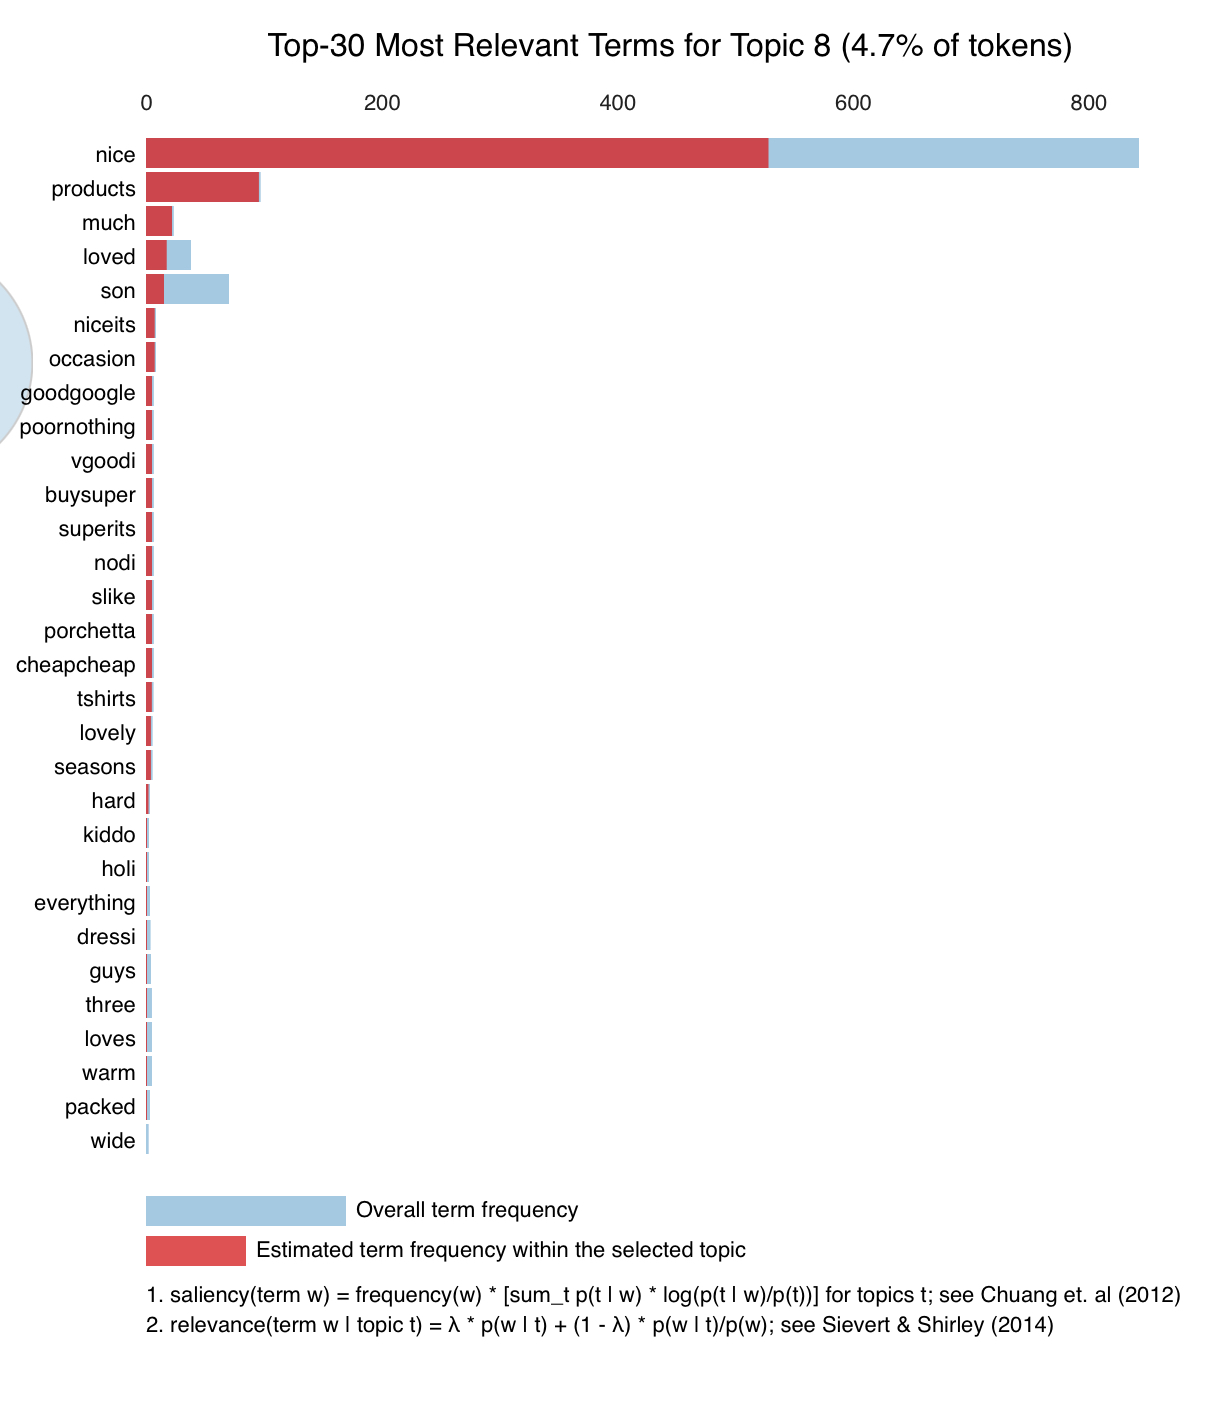 Top-30 Most Relevant Terms for Topic 8 (4.7% of tokens)
0 200 400 600 800
nice
products
much
loved
son
niceits
occasion
goodgoogle
poornothing
vgoodi
buysuper
superits
nodi
slike
porchetta
cheapcheap
tshirts
lovely
seasons
hard
kiddo
holi
everything
dressi
guys
three
loves
warm
packed
wide
Overall term frequency
Estimated term frequency within the selected topic
1. saliency(term w) = frequency(w) * [sum_t p(t | w) * log(p(t | w)/p(t))] for topics t; see Chuang et. al (2012)
2. relevance(term w | topic t) = λ * p(w | t) + (1 - λ) * p(w | t)/p(w); see Sievert & Shirley (2014)